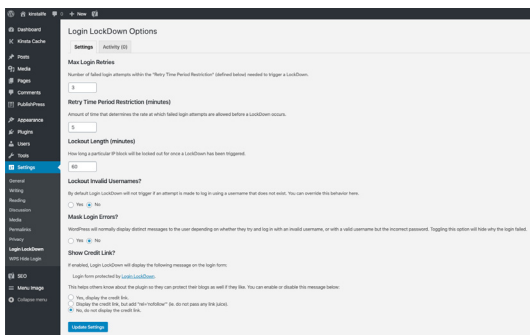 kinstalife
0
+ New
Dashboard
Kinsta Cache
Posts
Media
Pages
Comments
PublishPress
Appearance
Plugins
Users
Tools
Settings
General
Writing
Reading
Discussion
Media
Permalinks
Privacy
Login LockDown
WPS Hide Login
SEO
Menu Image
Collapse menu
Login LockDown Options
Settings
Activity (0)
Max Login Retries
Number of failed login attempts within the "Retry Time Period Restriction" (defined below) needed to trigger a LockDown.
3
Retry Time Period Restriction (minutes)
Amount of time that determines the rate at which failed login attempts are allowed before a LockDown occurs.
5
Lockout Length (minutes)
How long a particular IP block will be locked out for once a LockDown has been triggered.
60
Lockout Invalid Usernames?
By default Login LockDown will not trigger if an attempt is made to log in using a username that does not exist. You can override this behavior here.
Yes No
Mask Login Errors?
WordPress will normally display distinct messages to the user depending on whether they try and log in with an invalid username, or with a valid username but the incorrect password. Toggling this option will hide why the login failed.
Yes No
Show Credit Link?
If enabled, Login LockDown will display the following message on the login form:
Login form protected by Login LockDown.
This helps others know about the plugin so they can protect their blogs as well if they like. You can enable or disable this message below:
Yes, display the credit link.
Display the credit link, but add "rel='nofollow'" (ie. do not pass any link juice).
No, do not display the credit link.
Update Settings